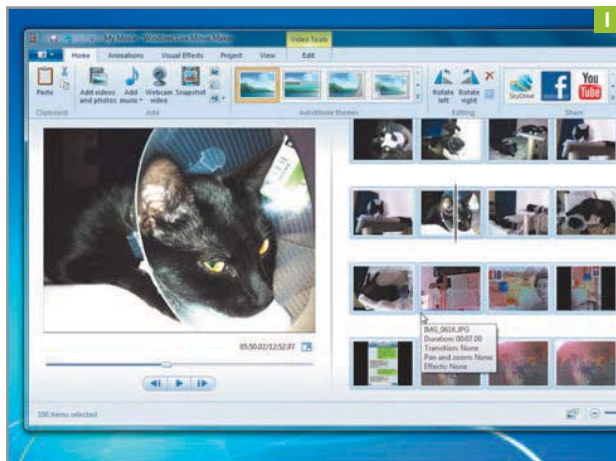 1
My Movie - Windows Live Movie Maker
Video Tools
Home
Animations
Visual Effects
Project
View
Edit
Paste
Add videos
and photos
Add
music
Webcam
video
Snapshot
Rotate
left
Rotate
right
SkyDrive
You
Tube
Clipboard
Add
AutoMovie themes
Editing
Share
05:50.02/12:52.07
IMG_0616.JPG
Duration: 00:07.00
Transition: None
Pan and zoom: None
Effects: None
106 items selected